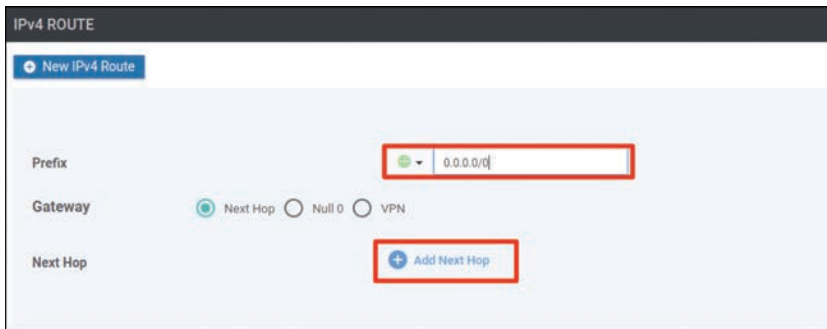 IPv4 ROUTE
New IPv4 Route
Prefix 0.0.0.0/0
Gateway Next Hop Null 0 VPN
Next Hop Add Next Hop